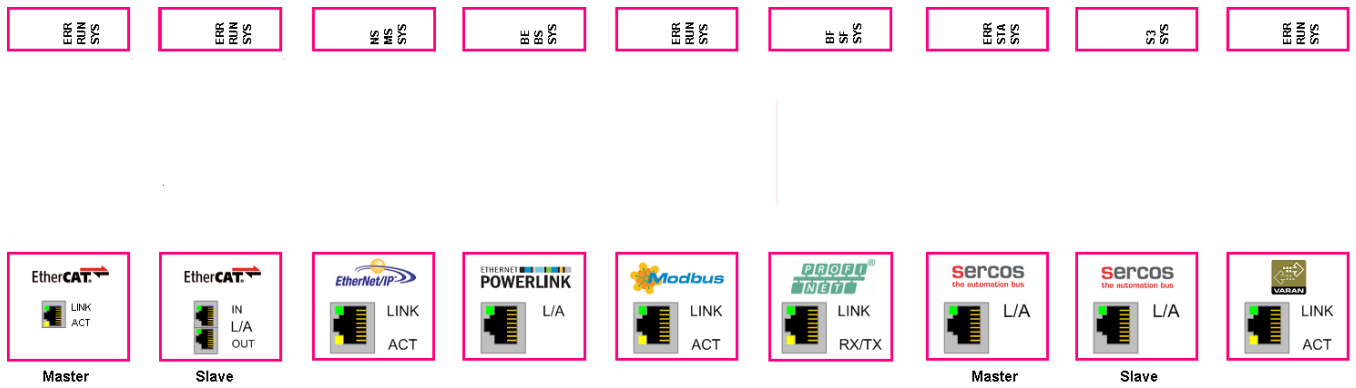 ERR
RUN
SYS
ERR
RUN
SYS
NS
MS
SYS
BE
BS
SYS
ERR
RUN
SYS
BF
SF
SYS
ERR
STA
SYS
S3
SYS
ERR
RUN
SYS
EtherCAT®
LINK
ACT
Master
EtherCAT®
IN
L/A
OUT
Slave
EtherNet/IP™
LINK
ACT
ETHERNET
POWERLINK
L/A
Modbus
LINK
ACT
PROFI®
NET
LINK
RX/TX
sercos
the automation bus
L/A
Master
sercos
the automation bus
L/A
Slave
VARAN
LINK
ACT